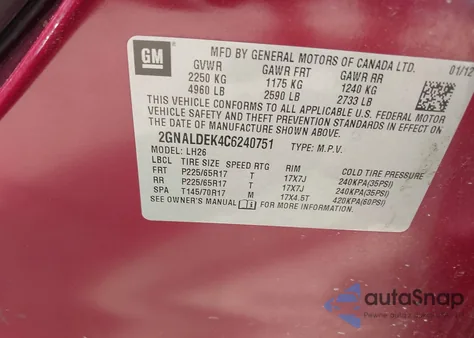 GM
MFD BY GENERAL MOTORS OF CANADA LTD.
01/12
GVWR GAWR FRT GAWR RR
2250 KG 1175 KG 1240 KG
4960 LB 2590 LB 2733 LB
THIS VEHICLE CONFORMS TO ALL APPLICABLE U.S. FEDERAL
VEHICLE SAFETY AND THEFT PREVENTION STANDARDS IN EFFECT ON
THE DATE OF MANUFACTURE SHOWN ABOVE.
2GNALDEK4C6240751 TYPE: M.P.V.
MODEL: LH26
LBCL TIRE SIZE SPEED RTG RIM COLD TIRE PRESSURE
FRT P225/65R17 T 17X7J 240KPA(35PSI)
RR P225/65R17 T 17X7J 240KPA(35PSI)
SPA T145/70R17 M 17X4.5T 420KPA(60PSI)
SEE OWNER'S MANUAL FOR MORE INFORMATION.
autoSnap